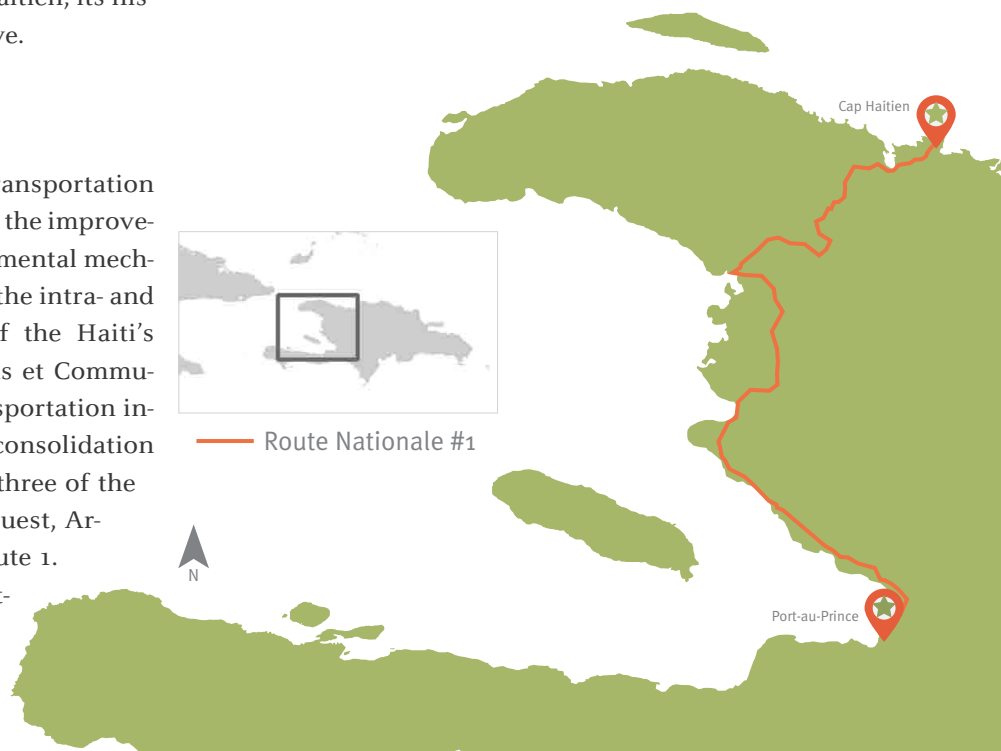 ve.
ransportation
the improve-
mental mech-
the intra- and
f the Haiti's
s et Commu-
sportation in-
consolidation
three of the
uest, Ar-
ute 1.
t-
Cap Haitien
Route Nationale #1
N
Port-au-Prince